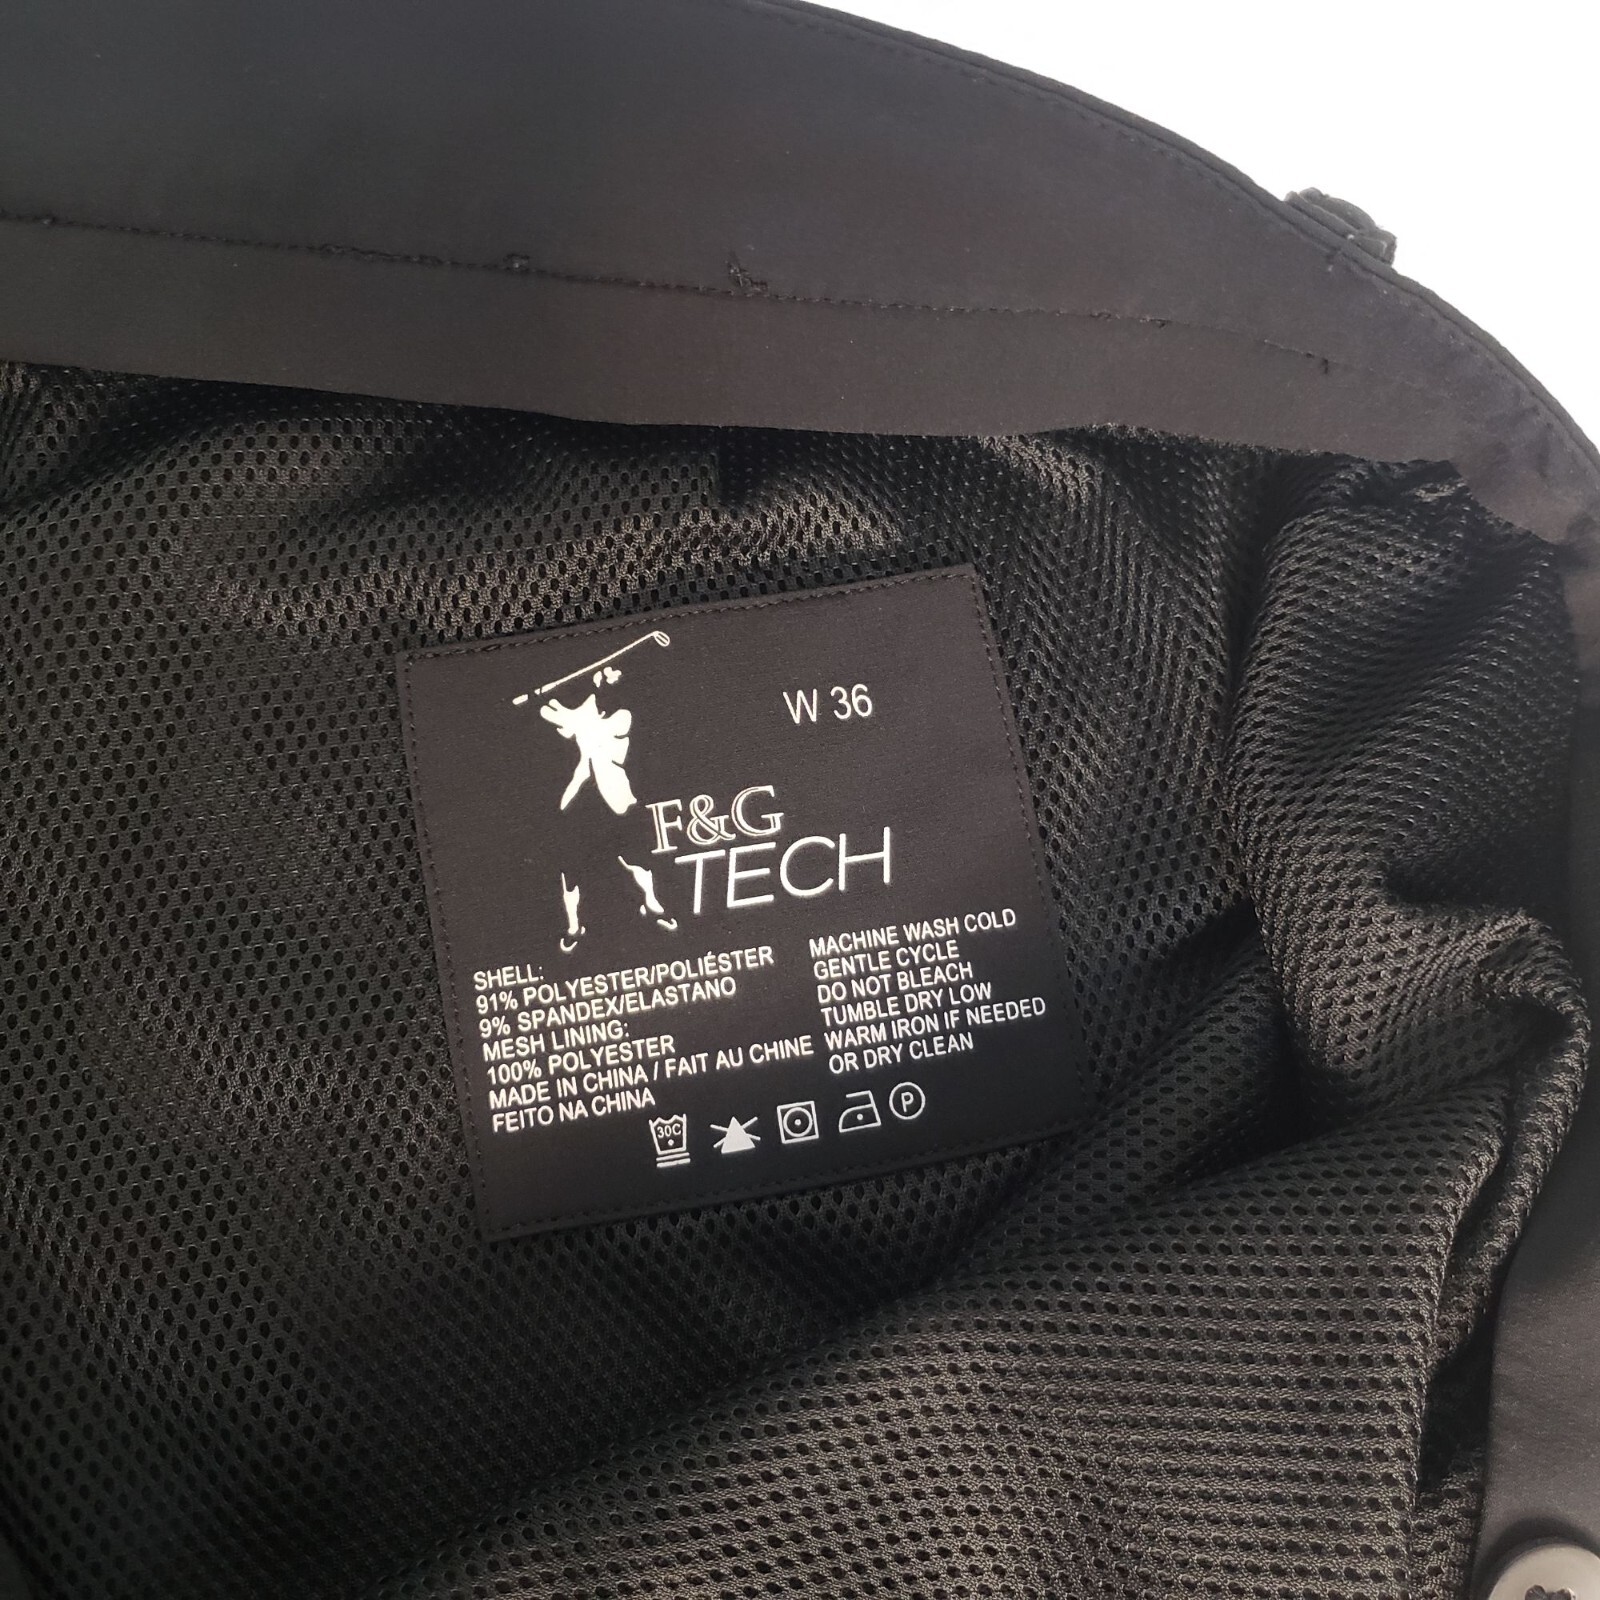 W 36
F&G
TECH
SHELL:
91% POLYESTER/POLIÉSTER
9% SPANDEX/ELASTANO
MESH LINING:
100% POLYESTER
MADE IN CHINA / FAIT AU CHINE
FEITO NA CHINA
MACHINE WASH COLD
GENTLE CYCLE
DO NOT BLEACH
TUMBLE DRY LOW
WARM IRON IF NEEDED
OR DRY CLEAN
30C
P